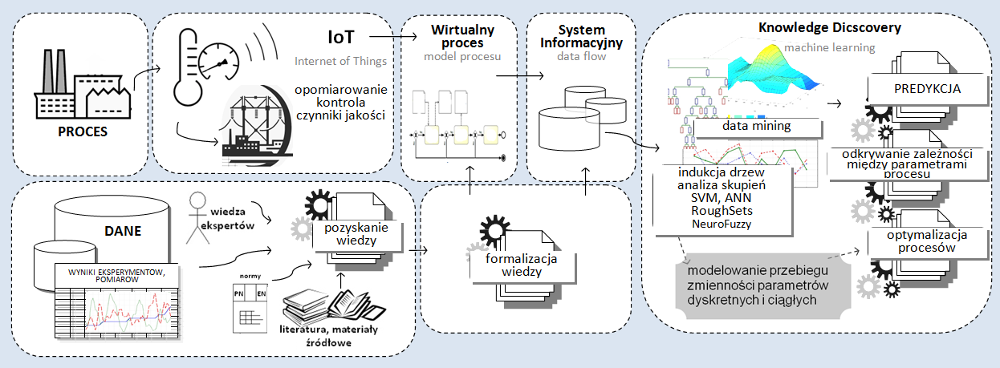 PROCES
IoT
Internet of Things
opomiarowanie
kontrola
czynniki jakości
Wirtualny
proces
model procesu
System
Informacyjny
data flow
Knowledge Dicscovery
machine learning
data mining
indukcja drzew
analiza skupień
SVM, ANN
RoughSets
NeuroFuzzy
PREDYKCJA
odkrywanie zależności
między parametrami
procesu
optymalizacja
procesów
modelowanie przebiegu
zmienności parametrów
dyskretnych i ciągłych
DANE
WYNIKI EKSPERYMENTOW,
POMIAROW
wiedza
ekspertów
normy
PN EN
literatura, materiały
źródłowe
pozyskanie
wiedzy
formalizacja
wiedzy